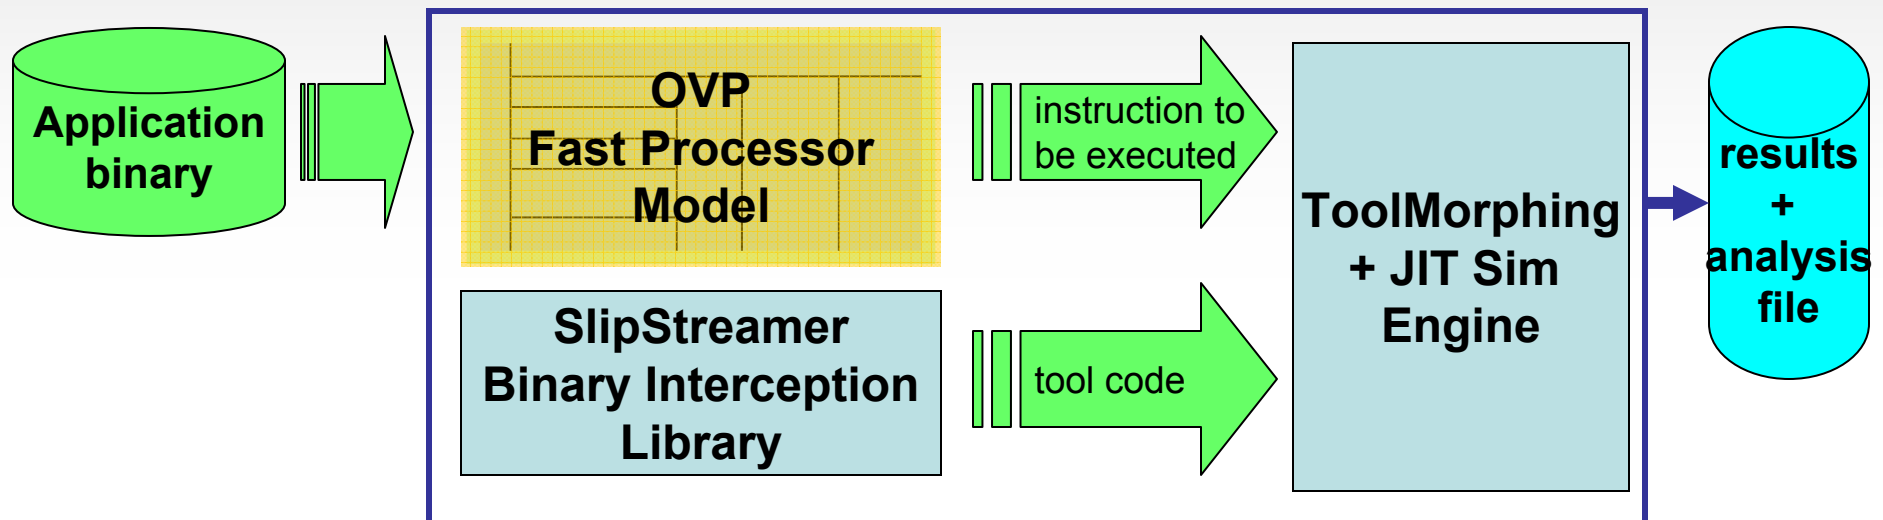 Application
binary
OVP
Fast Processor
Model
SlipStreamer
Binary Interception
Library
instruction to
be executed
tool code
ToolMorphing
+ JIT Sim
Engine
results
+
analysis
file